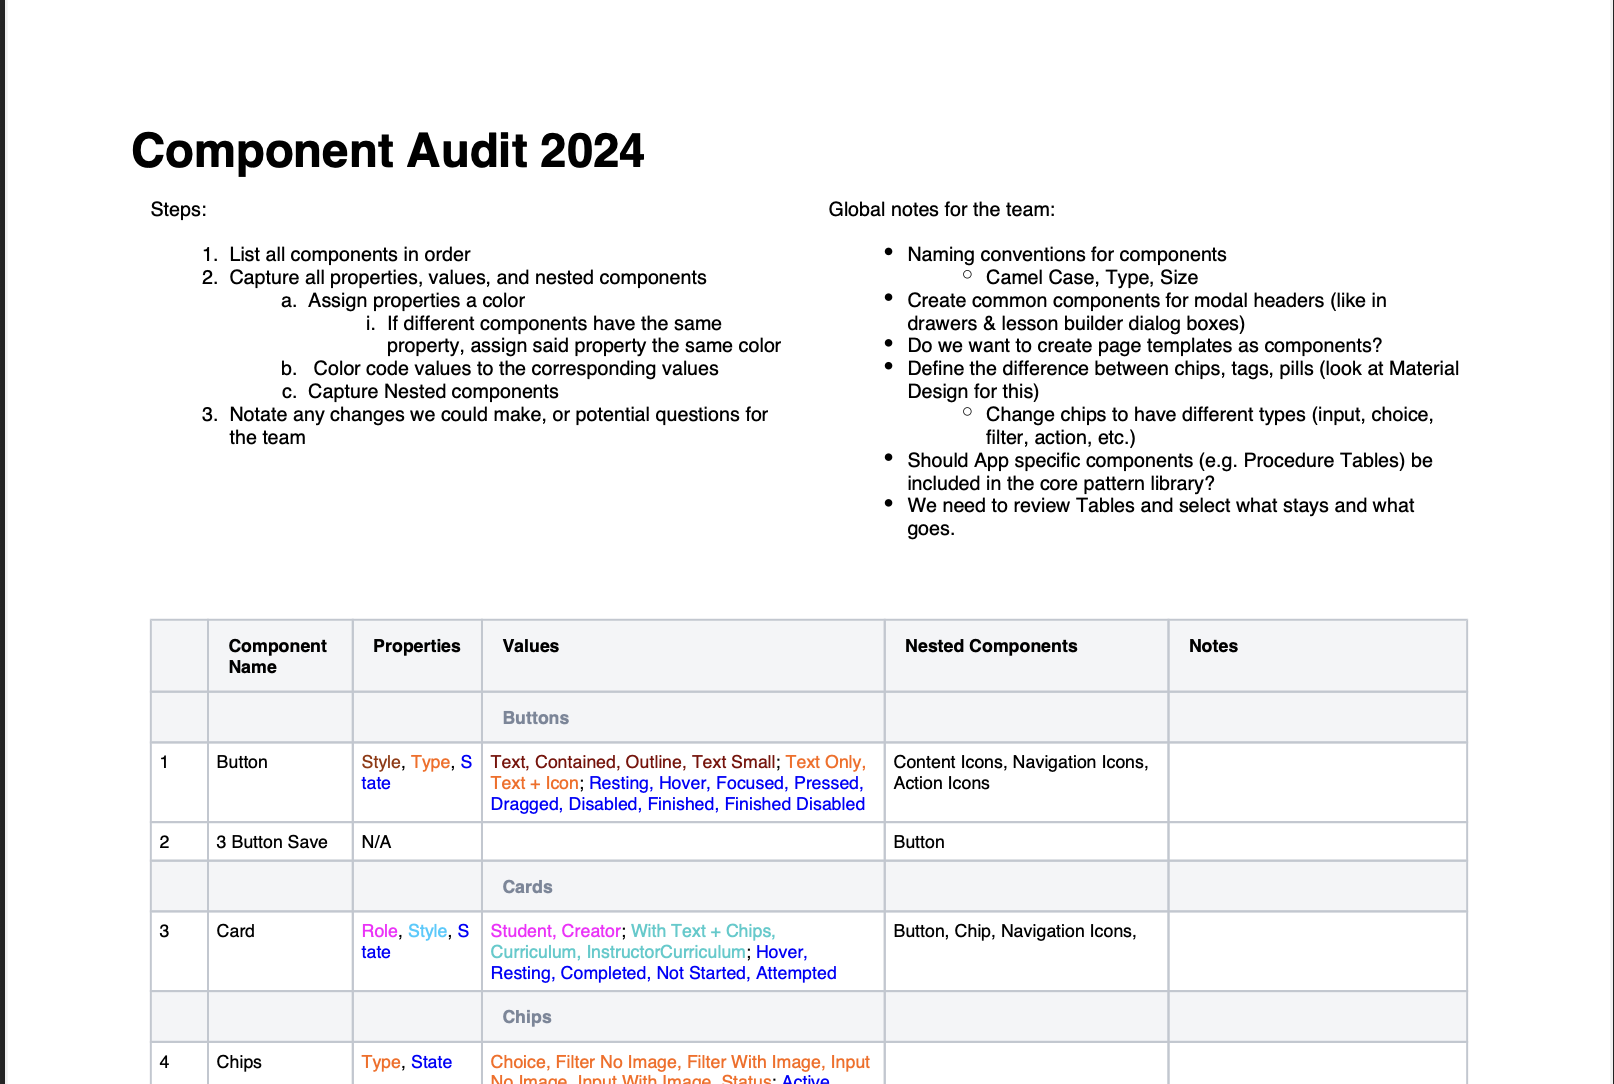 Component Audit 2024
Steps:
1. List all components in order
2. Capture all properties, values, and nested components
a. Assign properties a color
i. If different components have the same
property, assign said property the same color
b. Color code values to the corresponding values
c. Capture Nested components
3. Notate any changes we could make, or potential questions for
the team
Global notes for the team:
• Naming conventions for components
○ Camel Case, Type, Size
• Create common components for modal headers (like in
drawers & lesson builder dialog boxes)
• Do we want to create page templates as components?
• Define the difference between chips, tags, pills (look at Material
Design for this)
○ Change chips to have different types (input, choice,
filter, action, etc.)
• Should App specific components (e.g. Procedure Tables) be
included in the core pattern library?
• We need to review Tables and select what stays and what
goes.
Component
Name
Properties
Values
Nested Components
Notes
Buttons
1
Button
Style, Type, S
tate
Text, Contained, Outline, Text Small; Text Only,
Text + Icon; Resting, Hover, Focused, Pressed,
Dragged, Disabled, Finished, Finished Disabled
Content Icons, Navigation Icons,
Action Icons
2
3 Button Save
N/A
Button
Cards
3
Card
Role, Style, S
tate
Student, Creator; With Text + Chips,
Curriculum, InstructorCurriculum; Hover,
Resting, Completed, Not Started, Attempted
Button, Chip, Navigation Icons,
Chips
4
Chips
Type, State
Choice, Filter No Image, Filter With Image, Input
No Image, Input With Image, Status; Active,